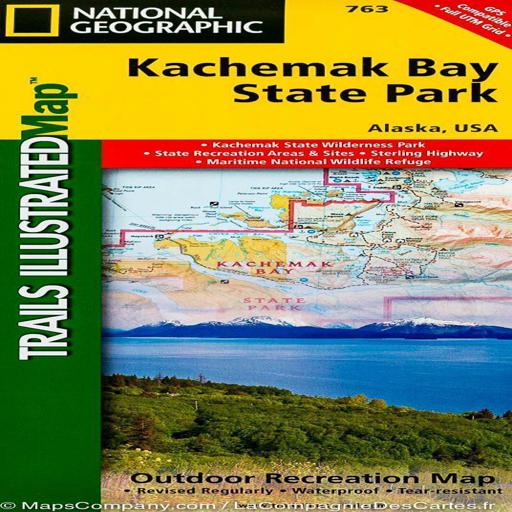 NATIONAL
GEOGRAPHIC
763
GPS
Compatible
• Full UTM Grid •
Kachemak Bay
State Park
Alaska, USA
• Kachemak State Wilderness Park
• State Recreation Areas & Sites • Sterling Highway
• Maritime National Wildlife Refuge
TRAILS ILLUSTRATED Map™
KACHEMAK
BAY
STATE
PARK
Outdoor Recreation Map
• Revised Regularly • Waterproof • Tear-resistant
© MapsCompany.com / LaCompagnieDesCartes.fr